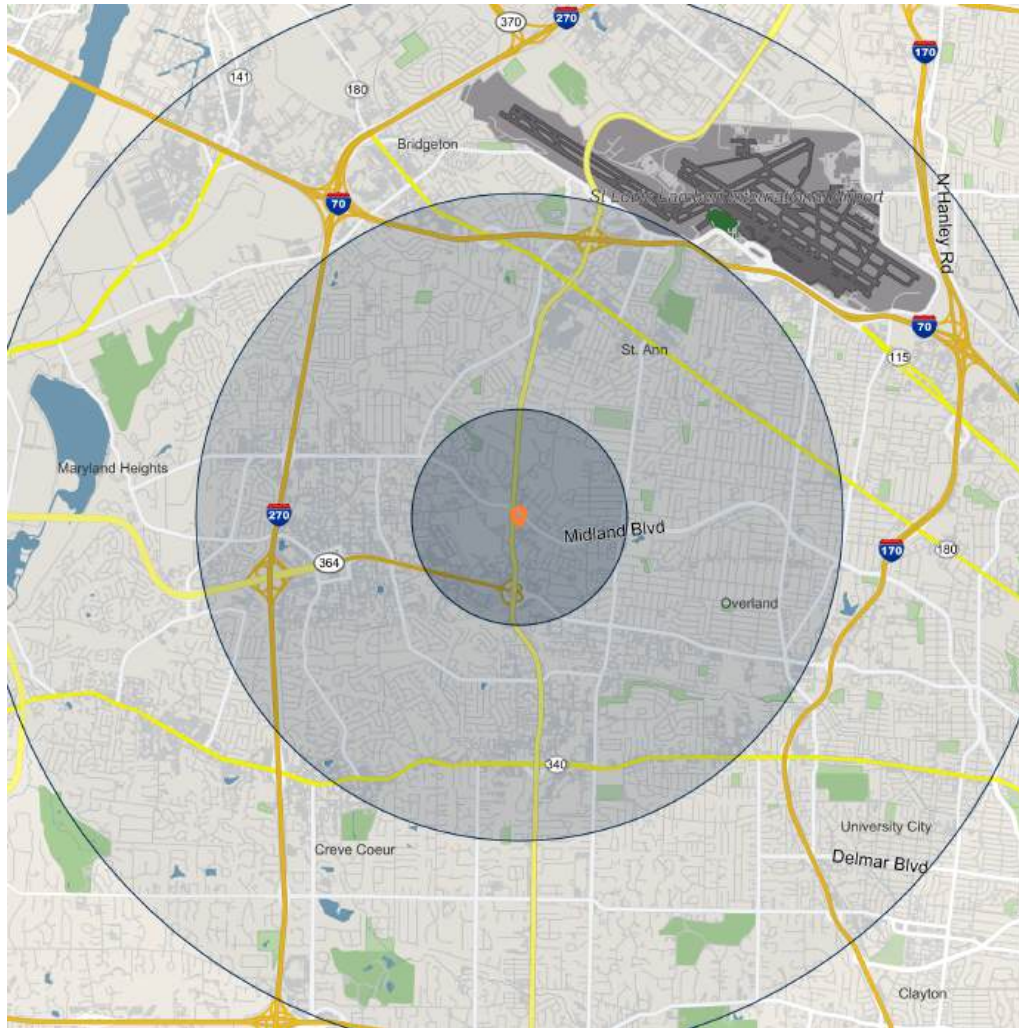 370
270
170
141
180
Bridgeton
St Louis Lambert International Airport
70
N Hanley Rd
70
St. Ann
115
Maryland Heights
270
Midland Blvd
170
180
364
Overland
340
University City
Creve Coeur
Delmar Blvd
Clayton